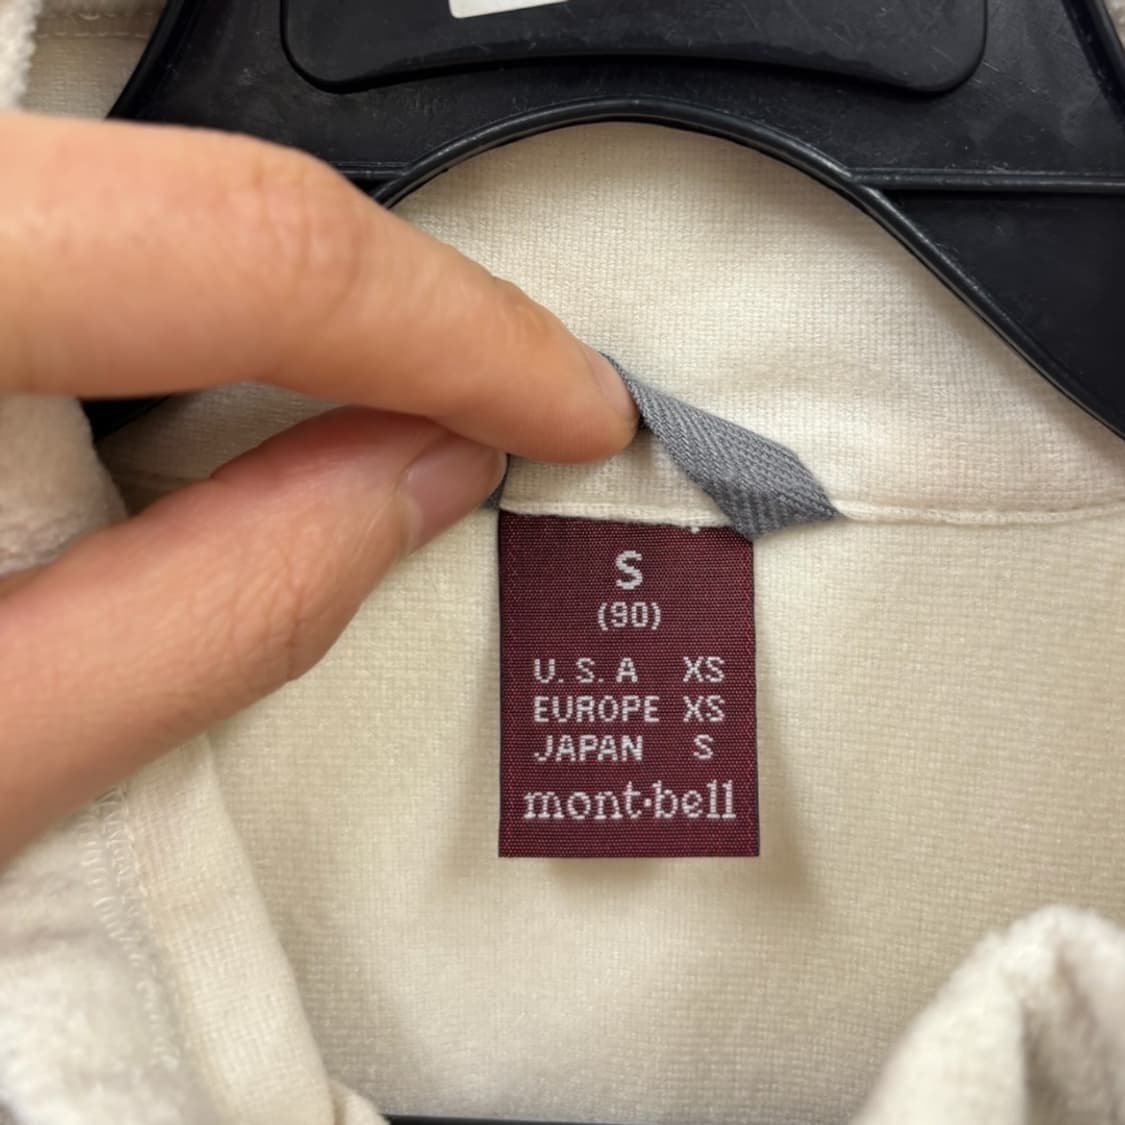 S
(90)
U.S.A XS
EUROPE XS
JAPAN S
mont·bell